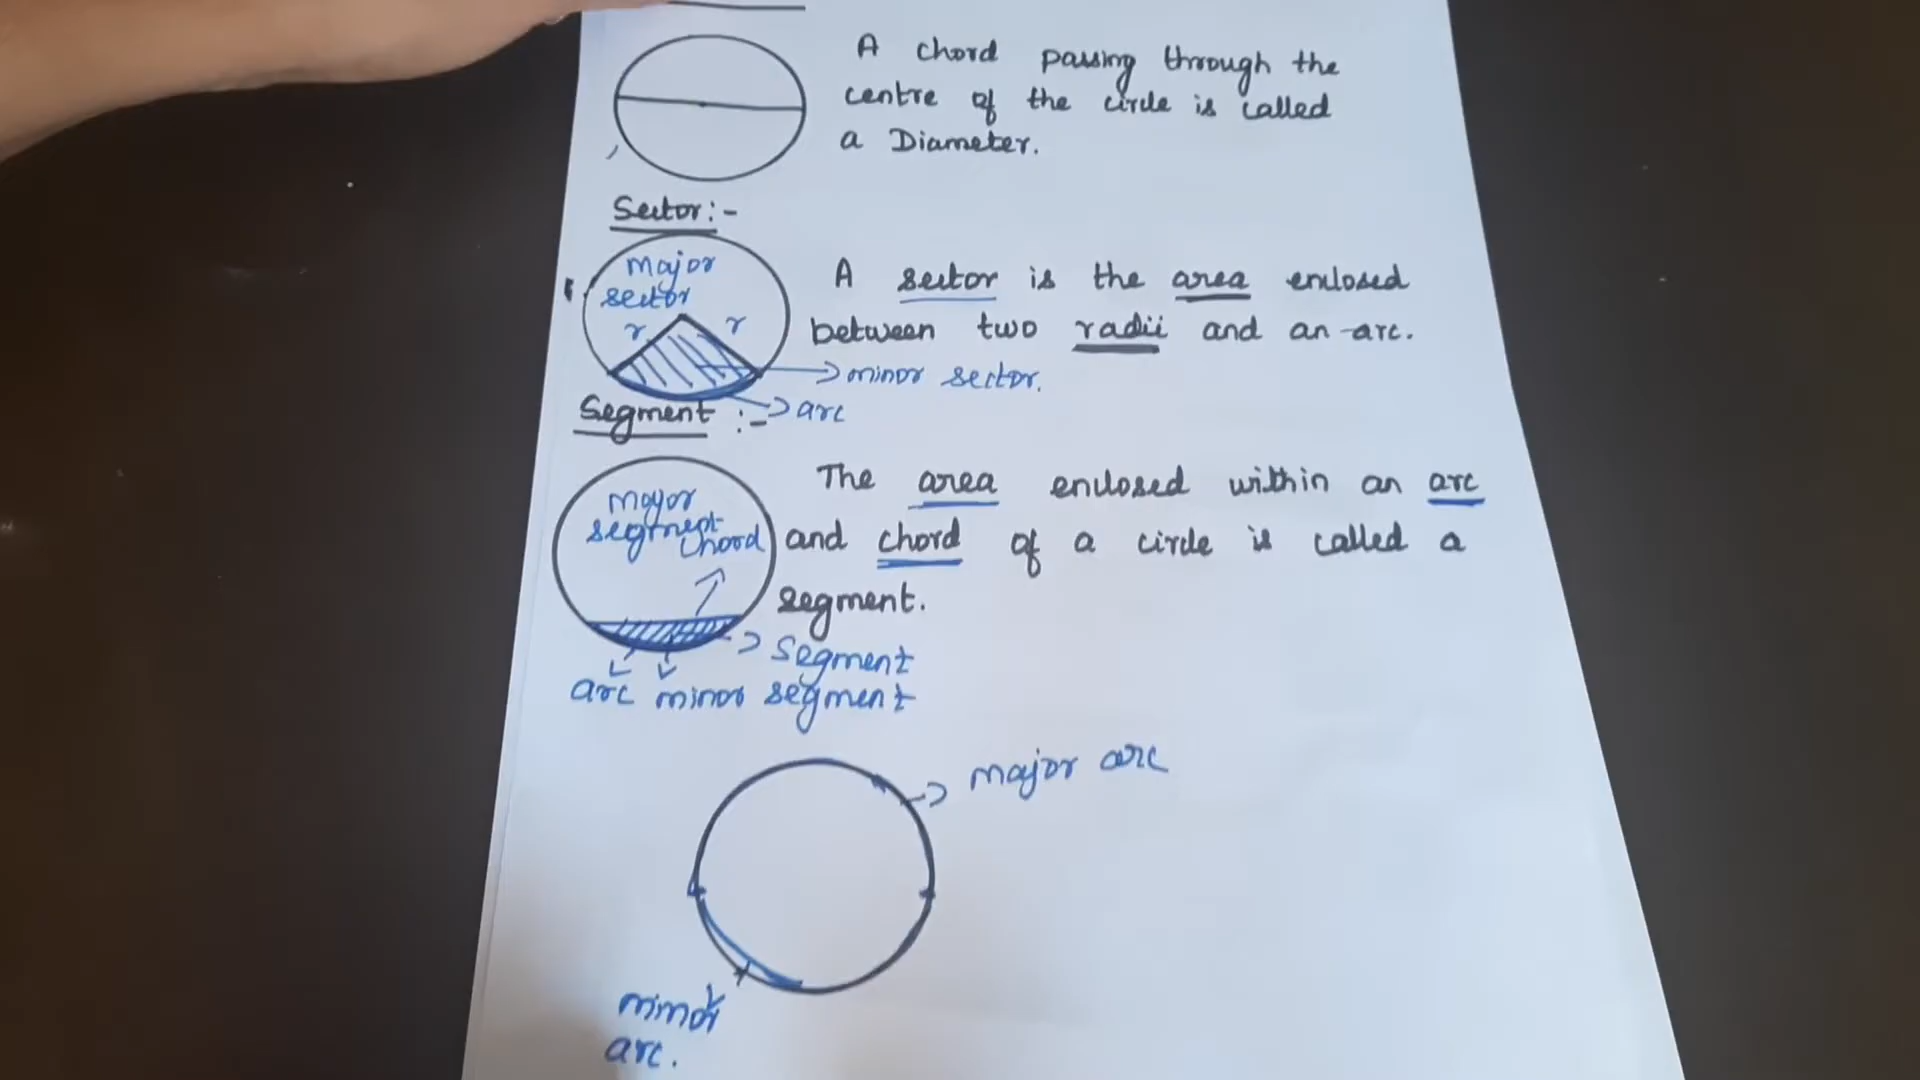 A chord passing through the
centre of the circle is called
a Diameter.
Sector:-
Major
sector
r r
A sector is the area enclosed
between two radii and an arc.
minor sector.
arc
Segment :-
Major
segment
chord
The area enclosed within an arc
and chord of a circle is called a
segment.
segment
arc minor segment
major arc
minor
arc.